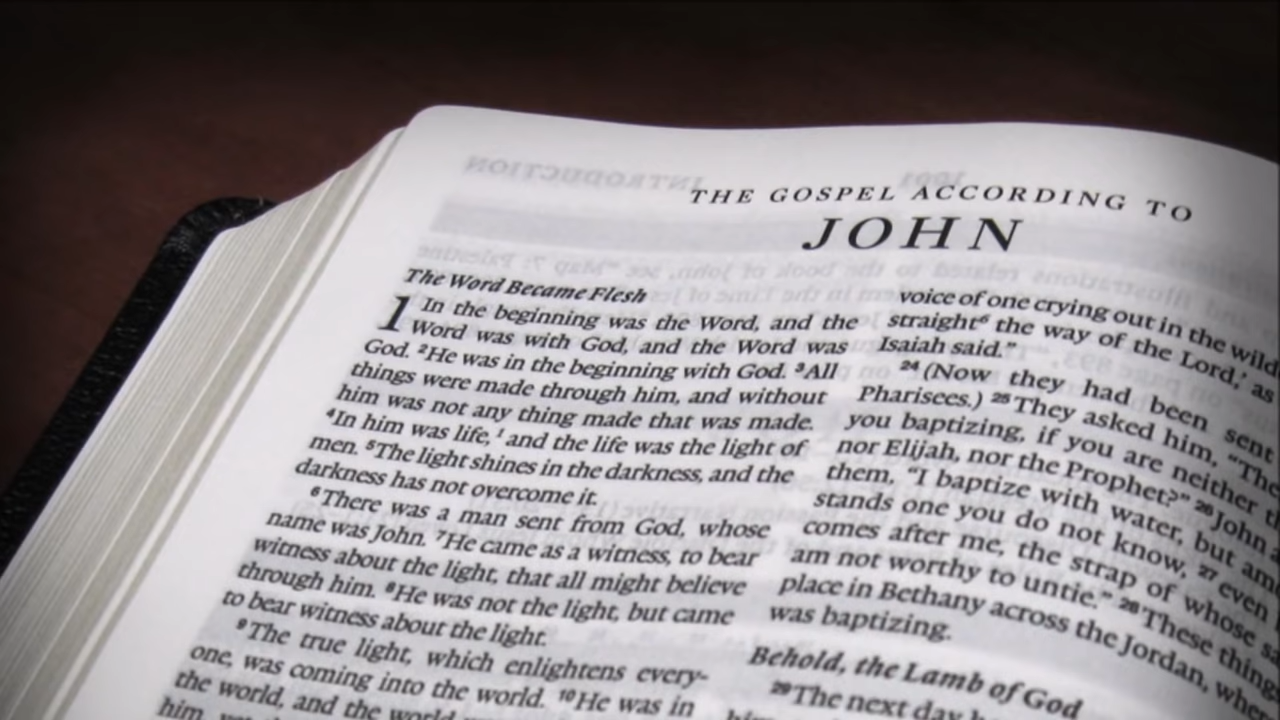 THE GOSPEL ACCORDING TO
JOHN
The Word Became Flesh
1 In the beginning was the Word, and the
Word was with God, and the Word was
God. ²He was in the beginning with God. ³All
things were made through him, and without
him was not any thing made that was made.
⁴In him was life,¹ and the life was the light of
men. ⁵The light shines in the darkness, and the
darkness has not overcome it.
⁶There was a man sent from God, whose
name was John. ⁷He came as a witness, to bear
witness about the light, that all might believe
through him. ⁸He was not the light, but came
to bear witness about the light.
⁹The true light, which enlightens every-
one, was coming into the world. ¹⁰He was in
the world, and the world
him,
voice of one crying out in the wild
straight⁶ the way of the Lord,’ as
Isaiah said.”
²⁴(Now they had been sent
Pharisees.) ²⁵They asked him, “The
you baptizing, if you are neither t
nor Elijah, nor the Prophet?” ²⁶John
them, “I baptize with water, but am
stands one you do not know, ²⁷even
comes after me, the strap of whose sa
am not worthy to untie.” ²⁸These things
place in Bethany across the Jordan, wher
was baptizing.
Behold, the Lamb of God
²⁹The next day h
him